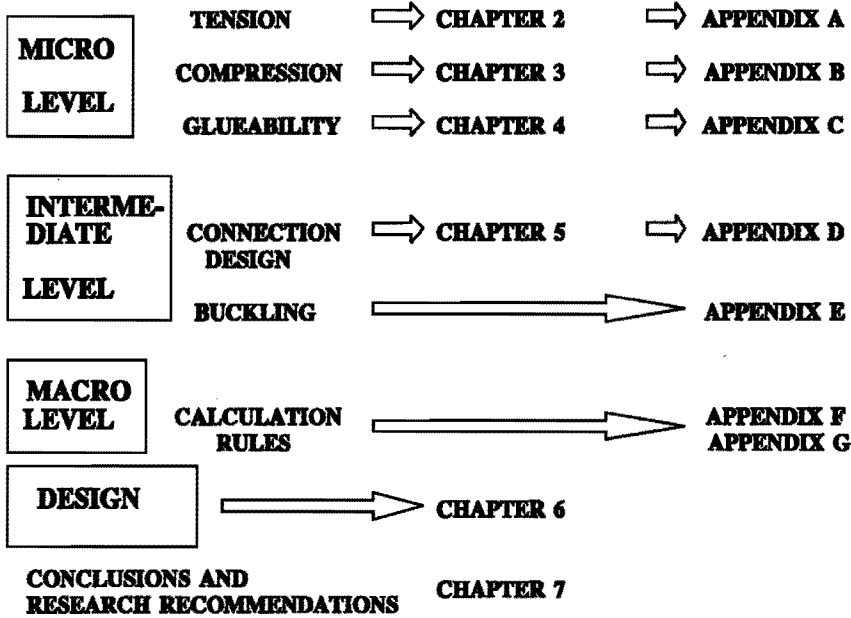 MICRO
LEVEL
TENSION CHAPTER 2 APPENDIX A
COMPRESSION CHAPTER 3 APPENDIX B
GLUEABILITY CHAPTER 4 APPENDIX C
INTERME-
DIATE
LEVEL
CONNECTION CHAPTER 5 APPENDIX D
DESIGN
BUCKLING APPENDIX E
MACRO
LEVEL
CALCULATION APPENDIX F
RULES APPENDIX G
DESIGN
CHAPTER 6
CONCLUSIONS AND
RESEARCH RECOMMENDATIONS
CHAPTER 7